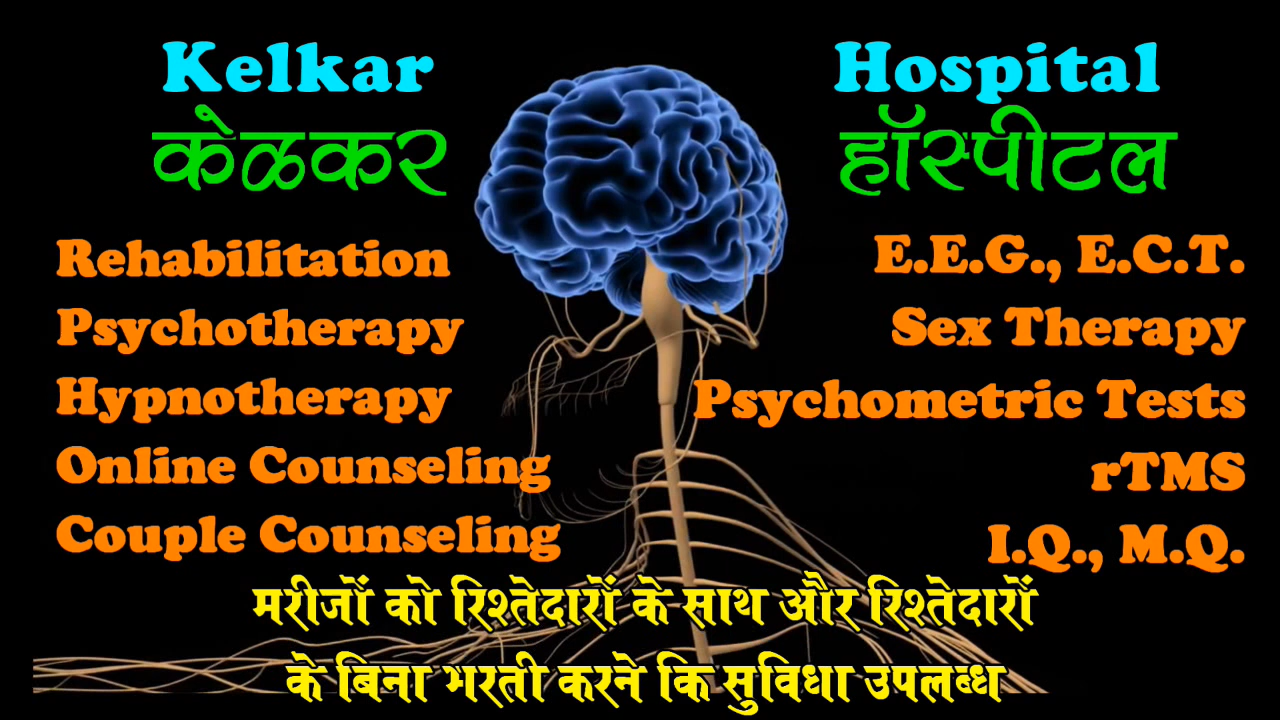 Kelkar Hospital
केळकर हॉस्पीटल
Rehabilitation
Psychotherapy
Hypnotherapy
Online Counseling
Couple Counseling
E.E.G., E.C.T.
Sex Therapy
Psychometric Tests
rTMS
I.Q., M.Q.
मरीजों को रिश्तेदारों के साथ और रिश्तेदारों
के बिना भरती करने कि सुविधा उपलब्ध